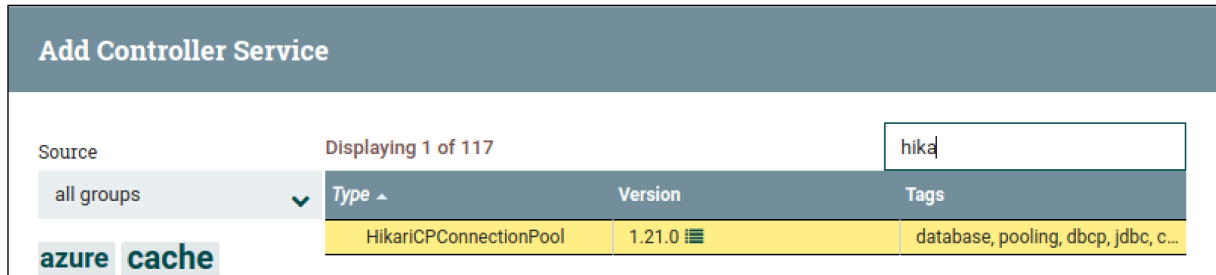 Add Controller Service
Source
Displaying 1 of 117
hika
all groups
Type
Version
Tags
HikariCPConnectionPool
1.21.0
database, pooling, dbcp, jdbc, c...
azure cache